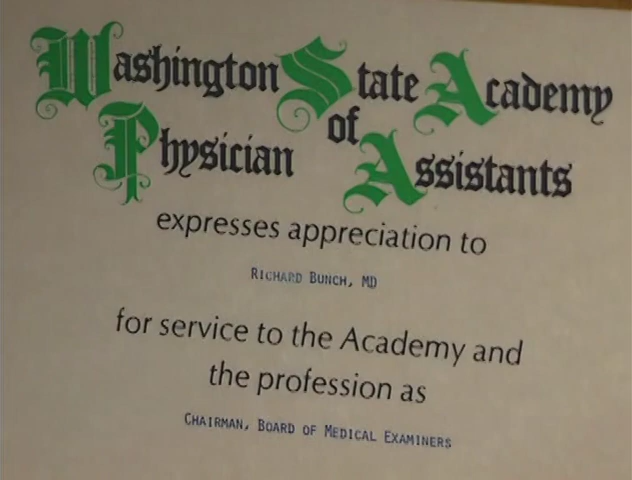 Washington State Academy
of
Physician Assistants
expresses appreciation to
RICHARD BUNCH, MD
for service to the Academy and
the profession as
CHAIRMAN, BOARD OF MEDICAL EXAMINERS